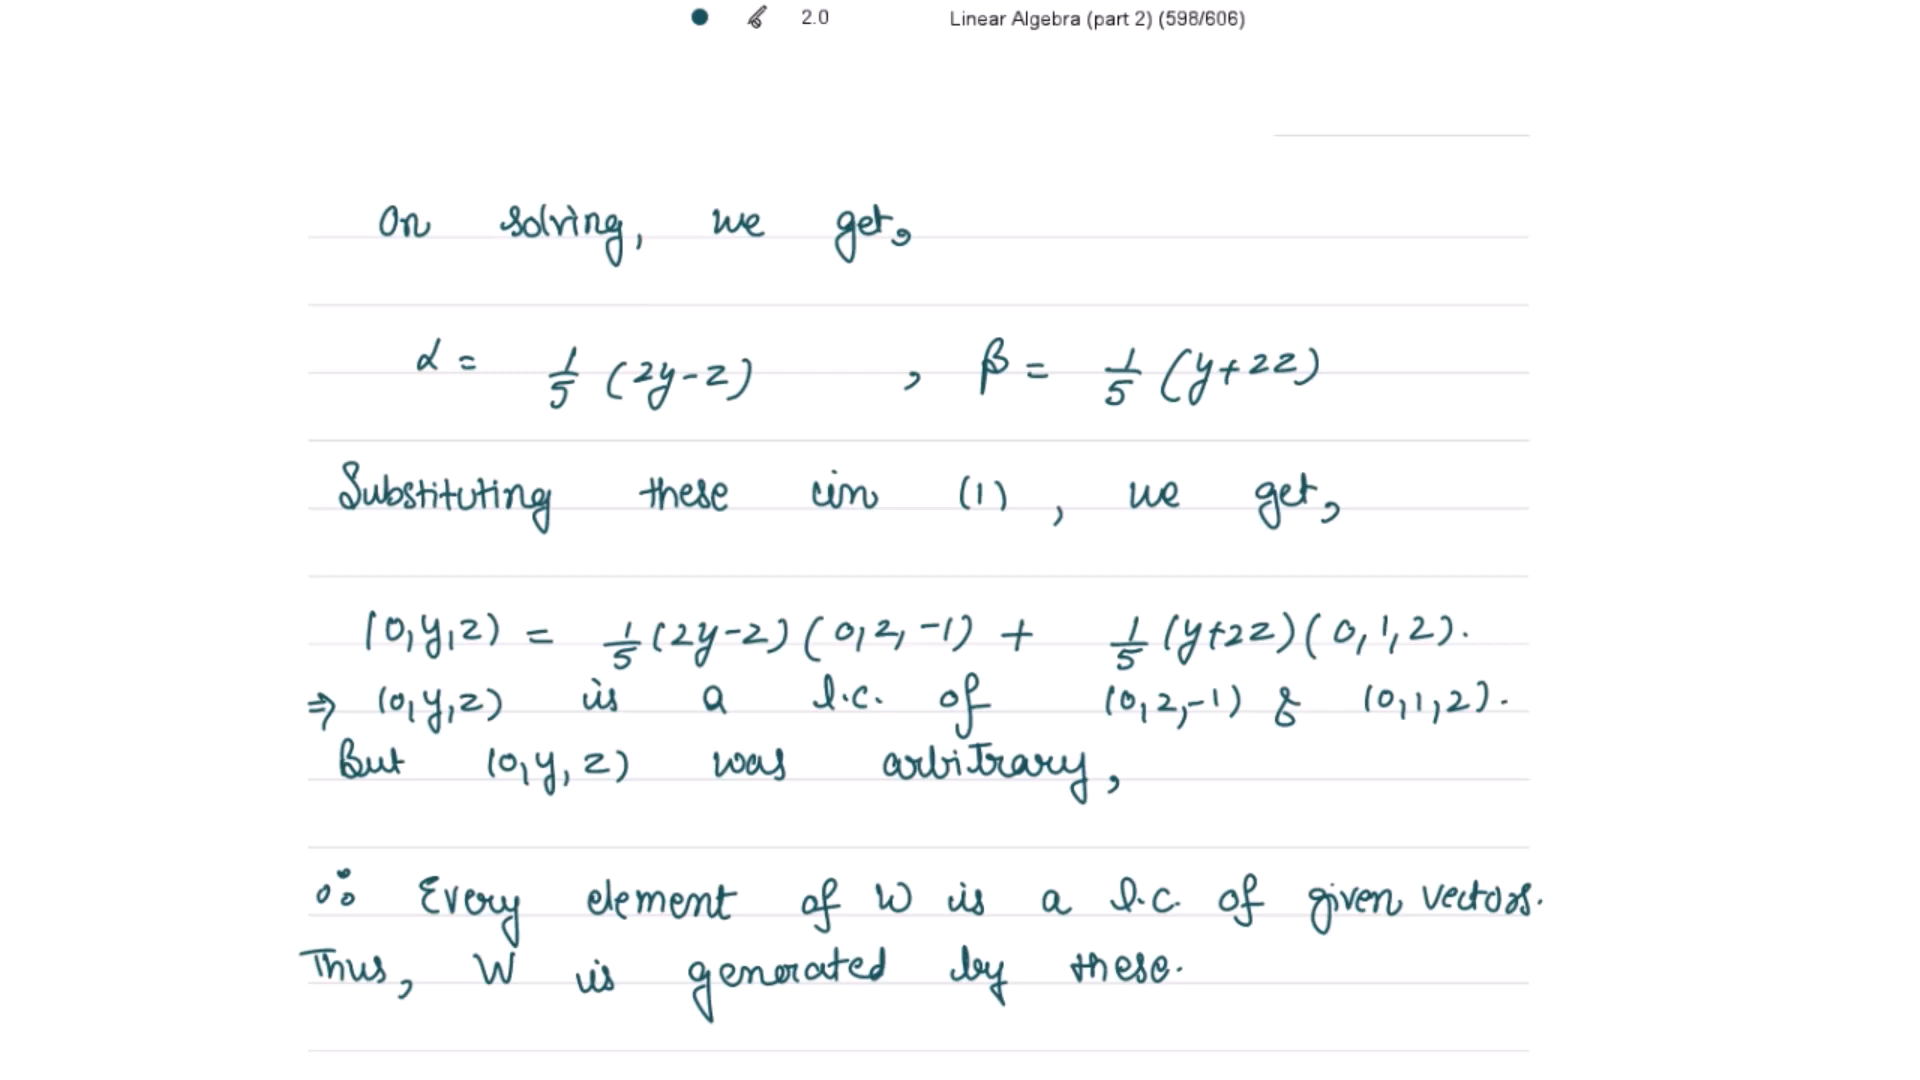 2.0 Linear Algebra (part 2) (598/606)
On solving, we get,
α = 1/5 (2y-z) , β = 1/5 (y+2z)
Substituting these in (1), we get,
(0,y,z) = 1/5 (2y-z)(0,2,-1) + 1/5 (y+2z)(0,1,2).
⇒ (0,y,z) is a l.c. of (0,2,-1) & (0,1,2).
But (0,y,z) was arbitrary,
∴ Every element of W is a l.c. of given vectors.
Thus, W is generated by these.